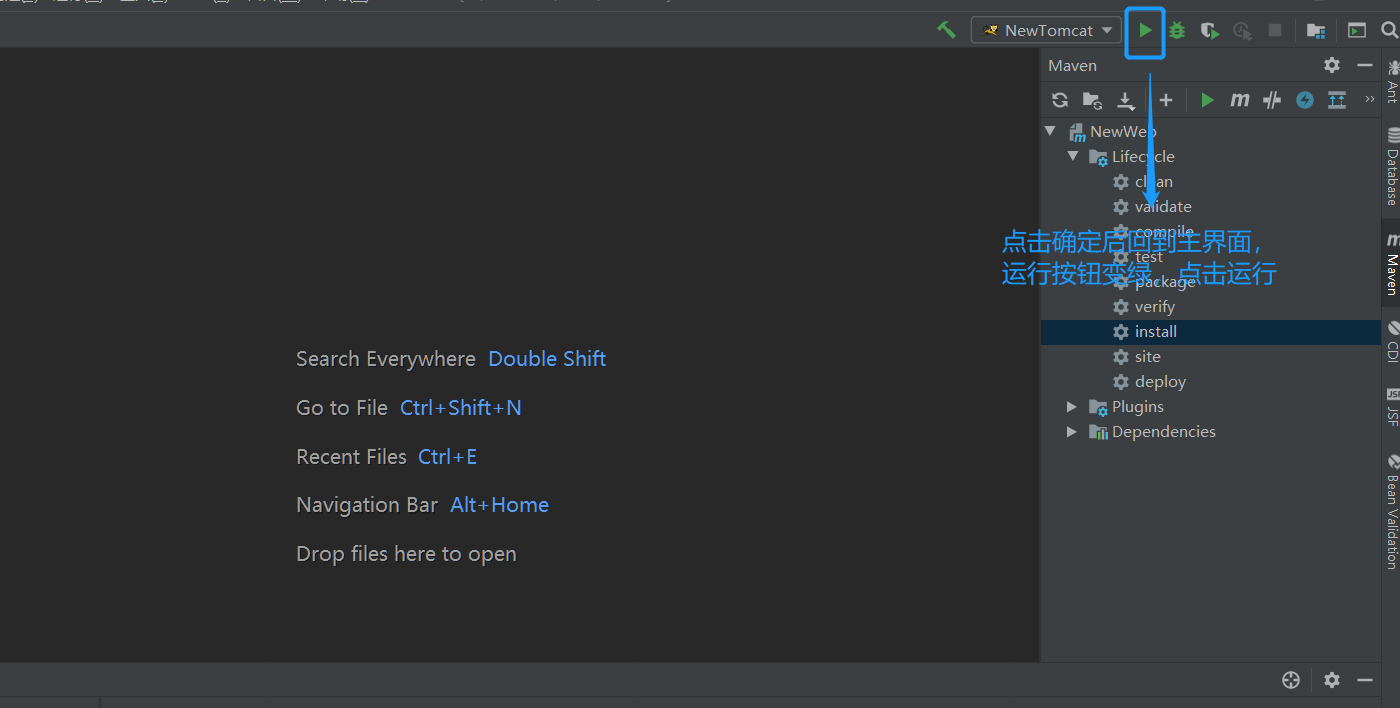 NewTomcat
Maven
NewWeb
Lifecycle
clean
validate
compile
点击确定后回到主界面，
test
运行按钮变绿，点击运行
package
verify
install
site
deploy
Plugins
Dependencies
Search Everywhere Double Shift
Go to File Ctrl+Shift+N
Recent Files Ctrl+E
Navigation Bar Alt+Home
Drop files here to open
Ant
Database
Maven
CDI
JSF
Bean Validation